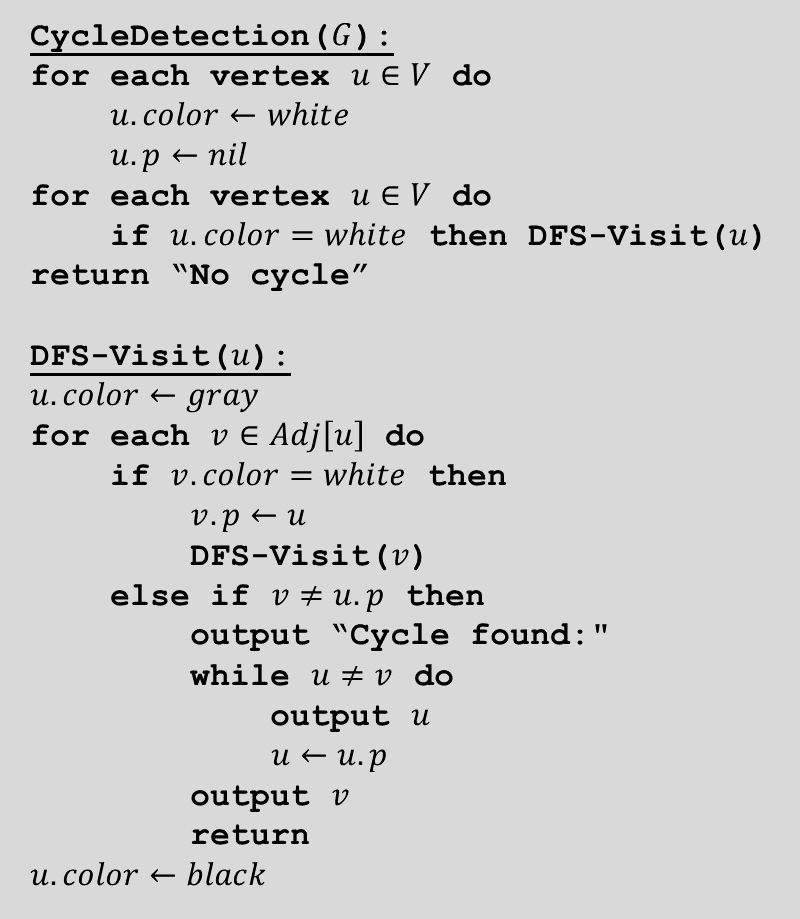 CycleDetection(G):
for each vertex u ∈ V do
u.color ← white
u.p ← nil
for each vertex u ∈ V do
if u.color = white then DFS-Visit(u)
return “No cycle”
DFS-Visit(u):
u.color ← gray
for each v ∈ Adj[u] do
if v.color = white then
v.p ← u
DFS-Visit(v)
else if v ≠ u.p then
output “Cycle found:"
while u ≠ v do
output u
u ← u.p
output v
return
u.color ← black